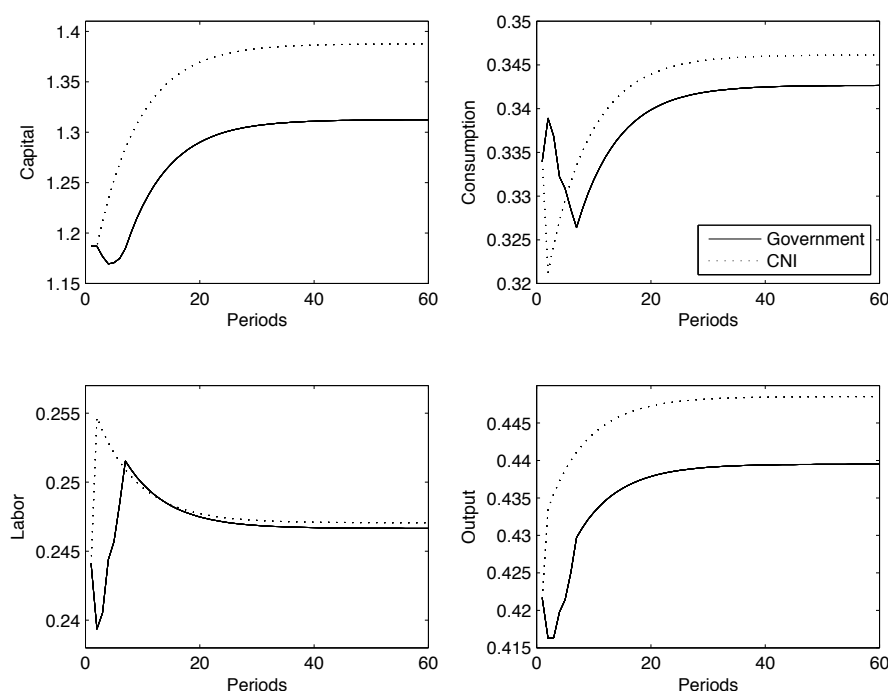 Capital
1.4
1.35
1.3
1.25
1.2
1.15
0 20 40 60
Periods
Consumption
0.35
0.345
0.34
0.335
0.33
0.325
0.32
0 20 40 60
Periods
Government
CNI
Labor
0.255
0.25
0.245
0.24
0 20 40 60
Periods
Output
0.445
0.44
0.435
0.43
0.425
0.42
0.415
0 20 40 60
Periods